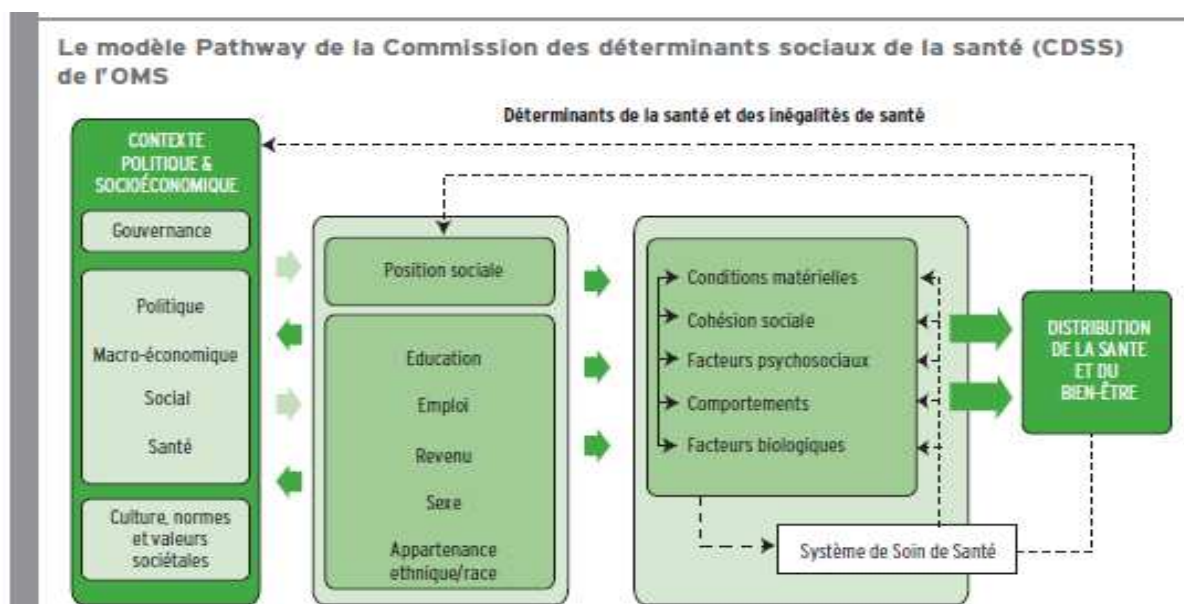 Le modèle Pathway de la Commission des déterminants sociaux de la santé (CDSS)
de l'OMS
Déterminants de la santé et des inégalités de santé
CONTEXTE
POLITIQUE &
SOCIOÉCONOMIQUE
Gouvernance
Politique
Macro-économique
Social
Santé
Culture, normes
et valeurs
sociétales
Position sociale
Education
Emploi
Revenu
Sexe
Appartenance
ethnique/race
Conditions matérielles
Cohésion sociale
Facteurs psychosociaux
Comportements
Facteurs biologiques
Système de Soin de Santé
DISTRIBUTION
DE LA SANTE
ET DU
BIEN-ÊTRE